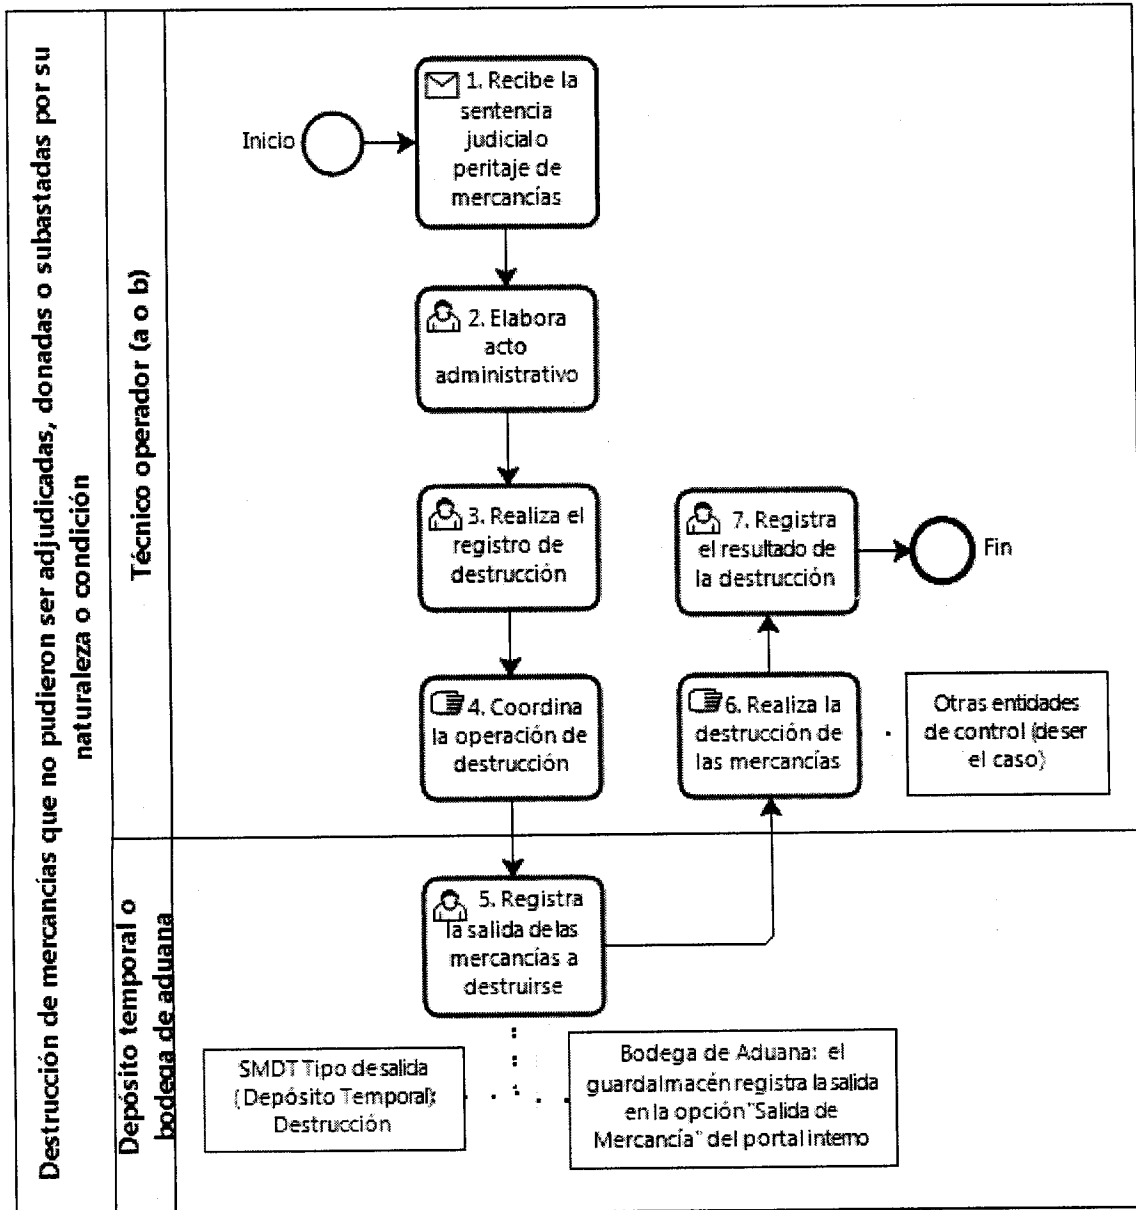 Destrucción de mercancías que no pudieron ser adjudicadas, donadas o subastadas por su
naturaleza o condición
Técnico operador (a o b)
Inicio
1. Recibe la
sentencia
judicialo
peritaje de
mercancías
2. Elabora
acto
administrativo
3. Realiza el
registro de
destrucción
4. Coordina
la operación de
destrucción
7. Registra
el resultado de
la destrucción
Fin
6. Realiza la
destrucción de
las mercancías
Otras entidades
de control (de ser
el caso)
Depósito temporal o
bodega de aduana
5. Registra
la salida de las
mercancías a
destruirse
SMDT Tipo de salida
(Depósito Temporal):
Destrucción
Bodega de Aduana: el
guardalmacén registra la salida
en la opción "Salida de
Mercancía" del portal interno